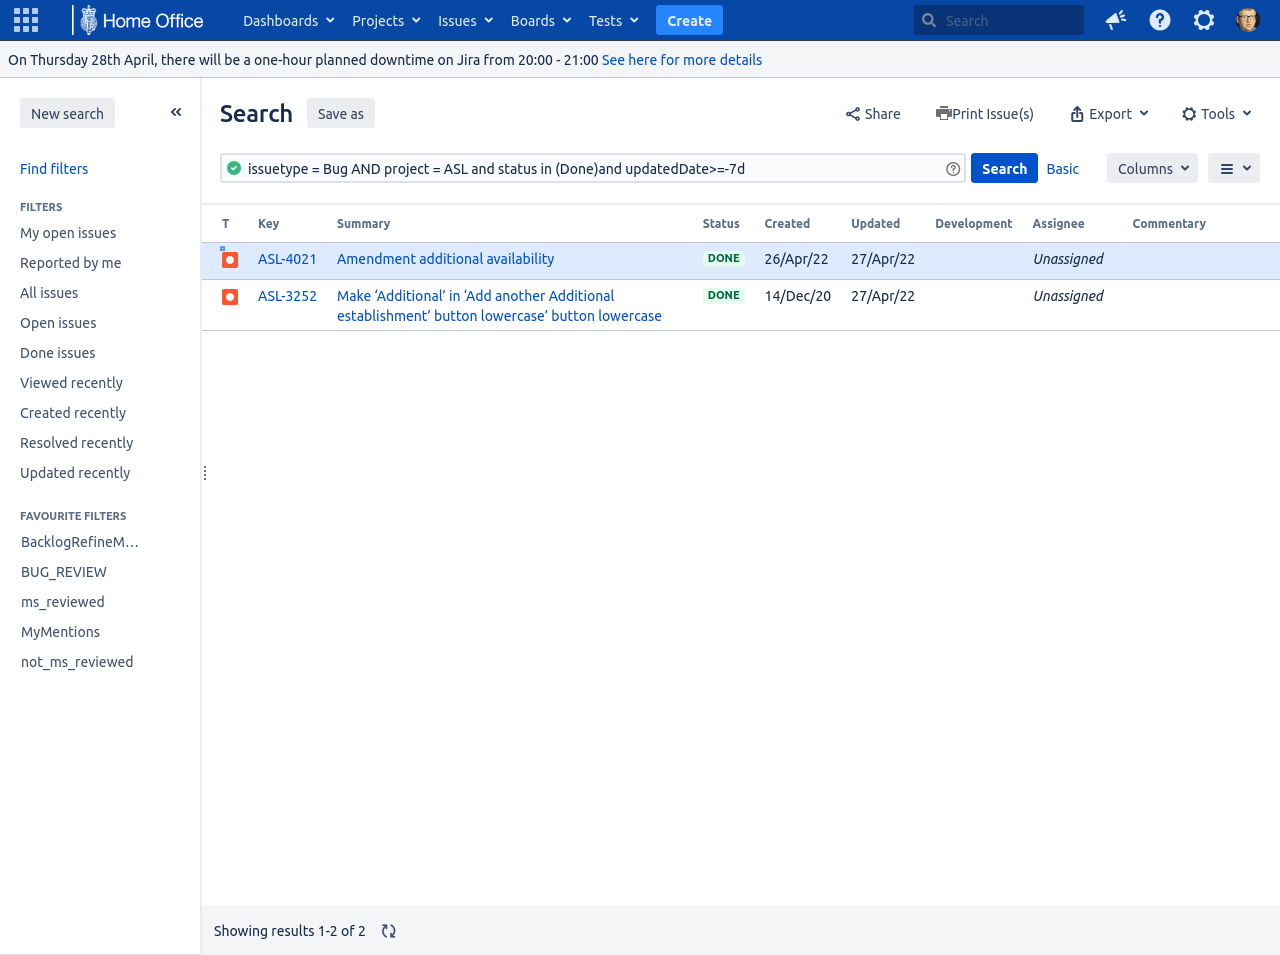 Home Office Dashboards Projects Issues Boards Tests Create Search
On Thursday 28th April, there will be a one-hour planned downtime on Jira from 20:00 - 21:00 See here for more details
New search
Find filters
FILTERS
My open issues
Reported by me
All issues
Open issues
Done issues
Viewed recently
Created recently
Resolved recently
Updated recently
FAVOURITE FILTERS
BacklogRefineM...
BUG_REVIEW
ms_reviewed
MyMentions
not_ms_reviewed
Search Save as Share Print Issue(s) Export Tools
issuetype = Bug AND project = ASL and status in (Done)and updatedDate>=-7d Search Basic Columns
T Key Summary Status Created Updated Development Assignee Commentary
ASL-4021 Amendment additional availability DONE 26/Apr/22 27/Apr/22 Unassigned
ASL-3252 Make ‘Additional’ in ‘Add another Additional DONE 14/Dec/20 27/Apr/22 Unassigned
establishment’ button lowercase’ button lowercase
Showing results 1-2 of 2